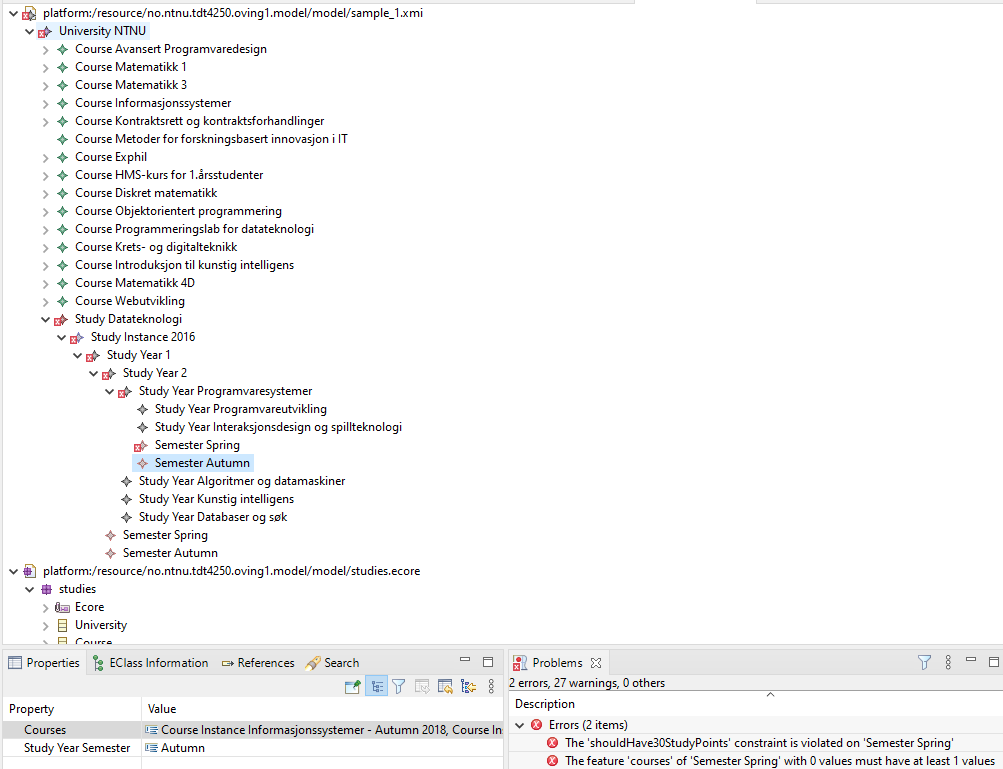 platform:/resource/no.ntnu.tdt4250.oving1.model/model/sample_1.xmi
University NTNU
Course Avansert Programvaredesign
Course Matematikk 1
Course Matematikk 3
Course Informasjonssystemer
Course Kontraktsrett og kontraktsforhandlinger
Course Metoder for forskningsbasert innovasjon i IT
Course Exphil
Course HMS-kurs for 1.årsstudenter
Course Diskret matematikk
Course Objektorientert programmering
Course Programmeringslab for datateknologi
Course Krets- og digitalteknikk
Course Introduksjon til kunstig intelligens
Course Matematikk 4D
Course Webutvikling
Study Datateknologi
Study Instance 2016
Study Year 1
Study Year 2
Study Year Programvaresystemer
Study Year Programvareutvikling
Study Year Interaksjonsdesign og spillteknologi
Semester Spring
Semester Autumn
Study Year Algoritmer og datamaskiner
Study Year Kunstig intelligens
Study Year Databaser og søk
Semester Spring
Semester Autumn
platform:/resource/no.ntnu.tdt4250.oving1.model/model/studies.ecore
studies
Ecore
University
Course
Properties EClass Information References Search
Property Value
Courses Course Instance Informasjonssystemer - Autumn 2018, Course In
Study Year Semester Autumn
Problems
2 errors, 27 warnings, 0 others
Description
Errors (2 items)
The 'shouldHave30StudyPoints' constraint is violated on 'Semester Spring'
The feature 'courses' of 'Semester Spring' with 0 values must have at least 1 values